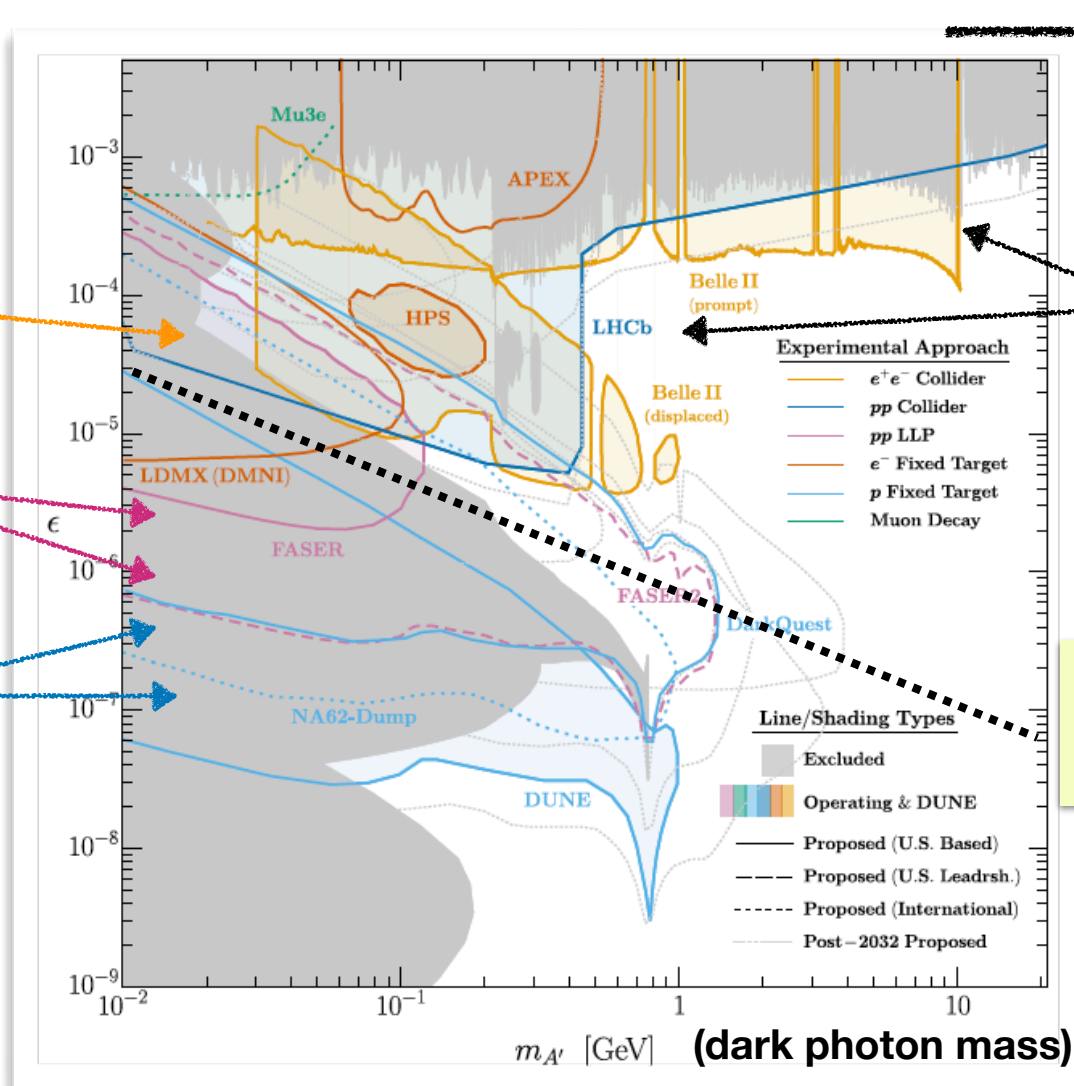 Mu3e
10⁻³
APEX
10⁻⁴
Belle II
(prompt)
HPS
LHCb
Experimental Approach
e⁺e⁻ Collider
Belle II
(displaced)
pp Collider
10⁻⁵
pp LLP
e⁻ Fixed Target
LDMX (DMNI)
p Fixed Target
ϵ
Muon Decay
FASER
10⁻⁶
FASER2
DarkQuest
10⁻⁷
NA62-Dump
Line/Shading Types
Excluded
DUNE
Operating & DUNE
10⁻⁸
Proposed (U.S. Based)
Proposed (U.S. Leadrsh.)
Proposed (International)
Post−2032 Proposed
10⁻⁹
10⁻² 10⁻¹ 1 10
m_A′ [GeV] (dark photon mass)